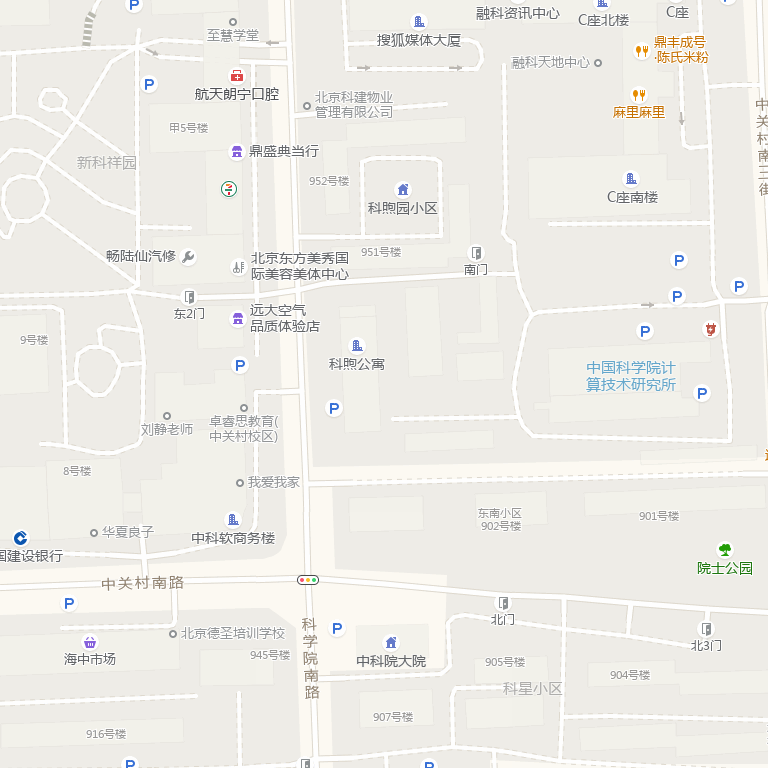 融科资讯中心
C座
C座北楼
P
至慧学堂
搜狐媒体大厦
鼎丰成号
·陈氏米粉
融科天地中心
P
航天朗宁口腔
北京科建物业
管理有限公司
麻里麻里
中关村南三街
甲5号楼
鼎盛典当行
新科祥园
952号楼
科煦园小区
C座南楼
951号楼
畅陆仙汽修
北京东方美秀国
际美容美体中心
南门
P
东2门
P
P
远大空气
品质体验店
P
9号楼
科煦公寓
P
中国科学院计
算技术研究所
P
P
刘静老师
卓睿思教育(
中关村校区)
8号楼
我爱我家
东南小区
902号楼
901号楼
华夏良子
中科软商务楼
国建设银行
院士公园
中关村南路
P
北门
科学院南路
P
北京德圣培训学校
海中市场
945号楼
中科院大院
北3门
905号楼
904号楼
科星小区
907号楼
916号楼
P
P